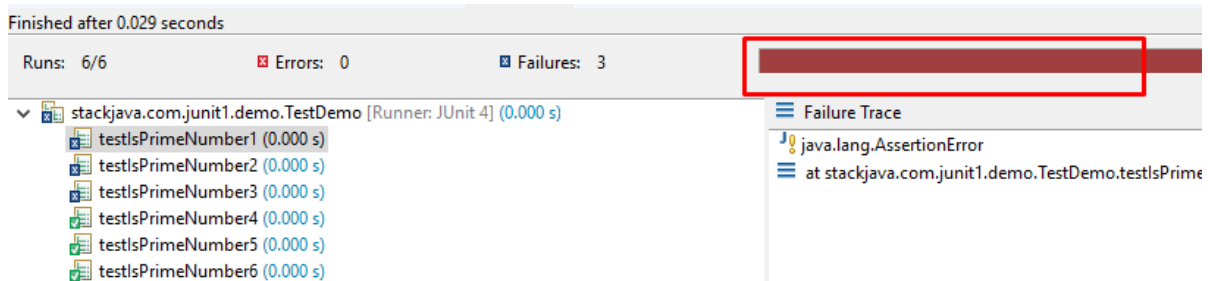 Finished after 0.029 seconds
Runs: 6/6 Errors: 0 Failures: 3
stackjava.com.junit1.demo.TestDemo [Runner: JUnit 4] (0.000 s)
testIsPrimeNumber1 (0.000 s)
testIsPrimeNumber2 (0.000 s)
testIsPrimeNumber3 (0.000 s)
testIsPrimeNumber4 (0.000 s)
testIsPrimeNumber5 (0.000 s)
testIsPrimeNumber6 (0.000 s)
Failure Trace
java.lang.AssertionError
at stackjava.com.junit1.demo.TestDemo.testIsPrime